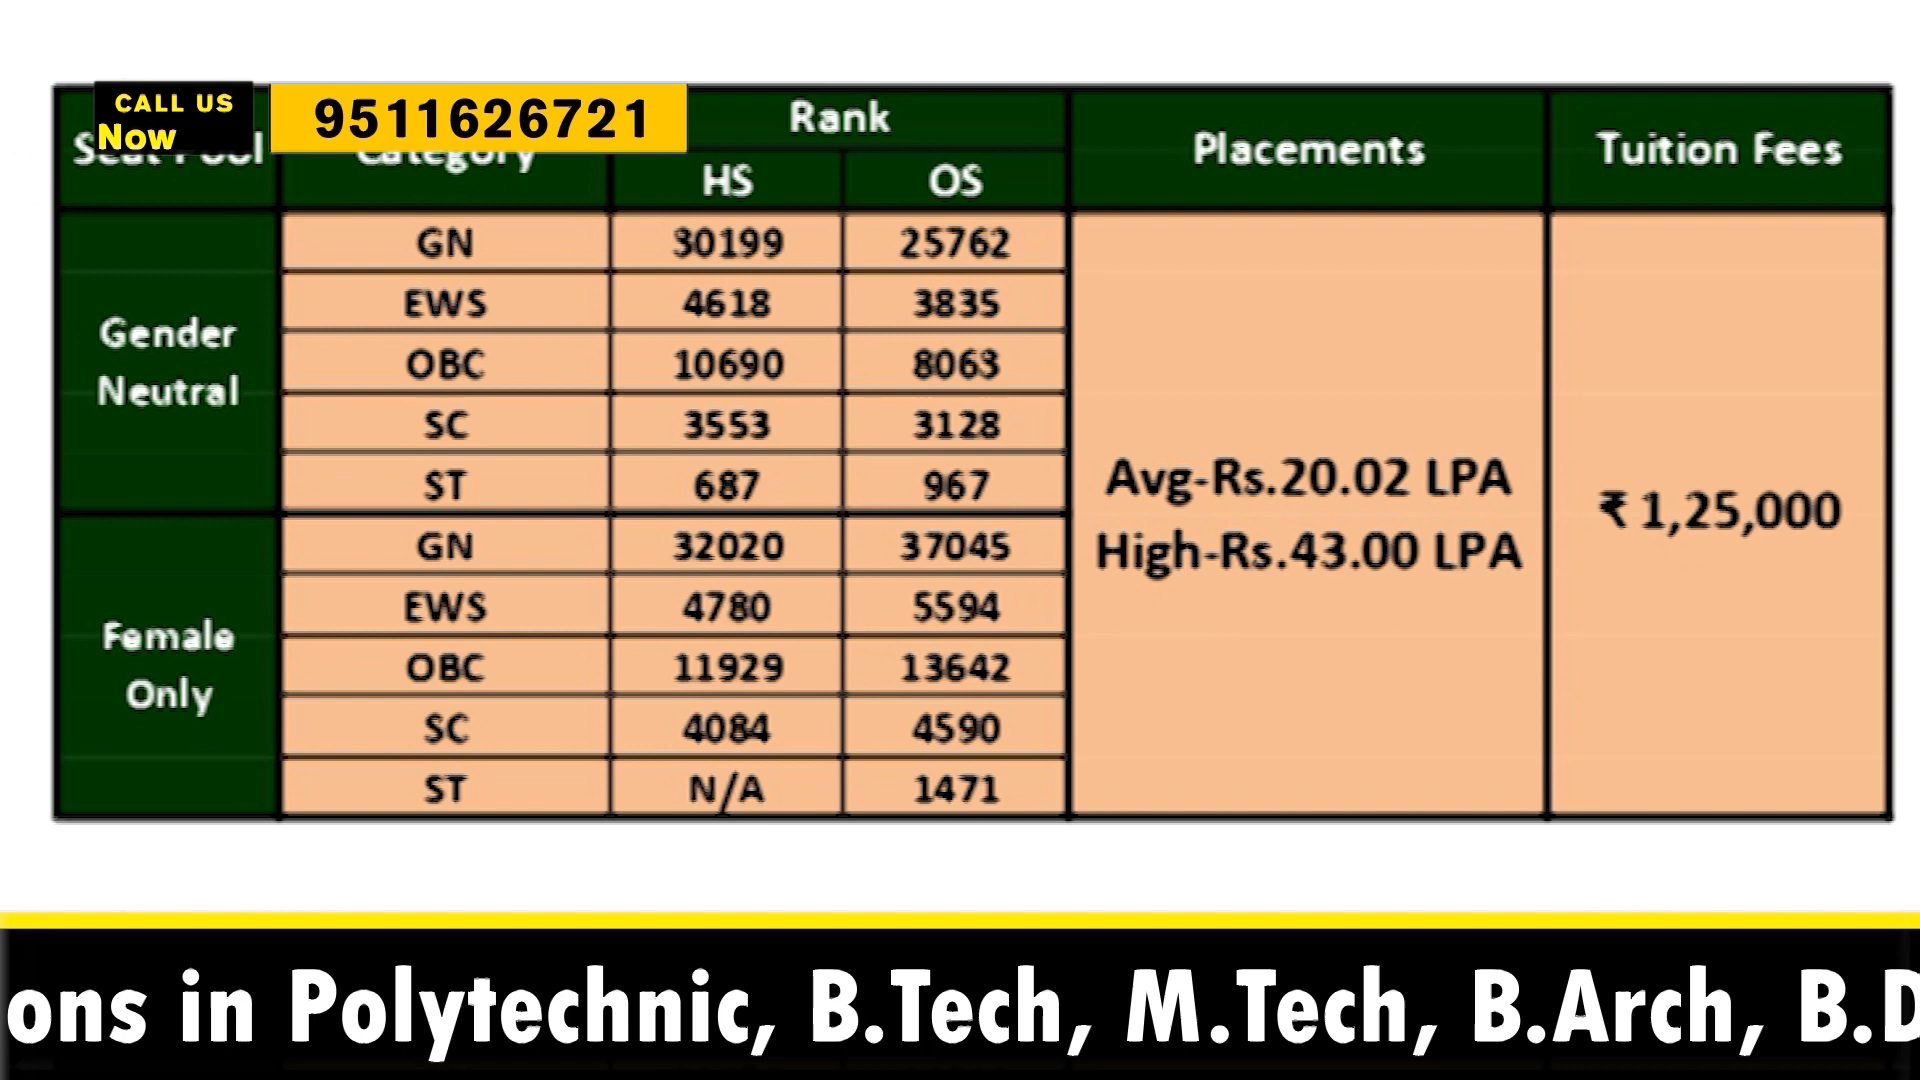 CALL US
Now
9511626721
Seat Pool Category Rank Placements Tuition Fees
HS OS
Gender
Neutral
GN 30199 25762
EWS 4618 3835
OBC 10690 8063
SC 3553 3128
ST 687 967
Female
Only
GN 32020 37045
EWS 4780 5594
OBC 11929 13642
SC 4084 4590
ST N/A 1471
Avg-Rs.20.02 LPA
High-Rs.43.00 LPA
₹ 1,25,000
ons in Polytechnic, B.Tech, M.Tech, B.Arch, B.D